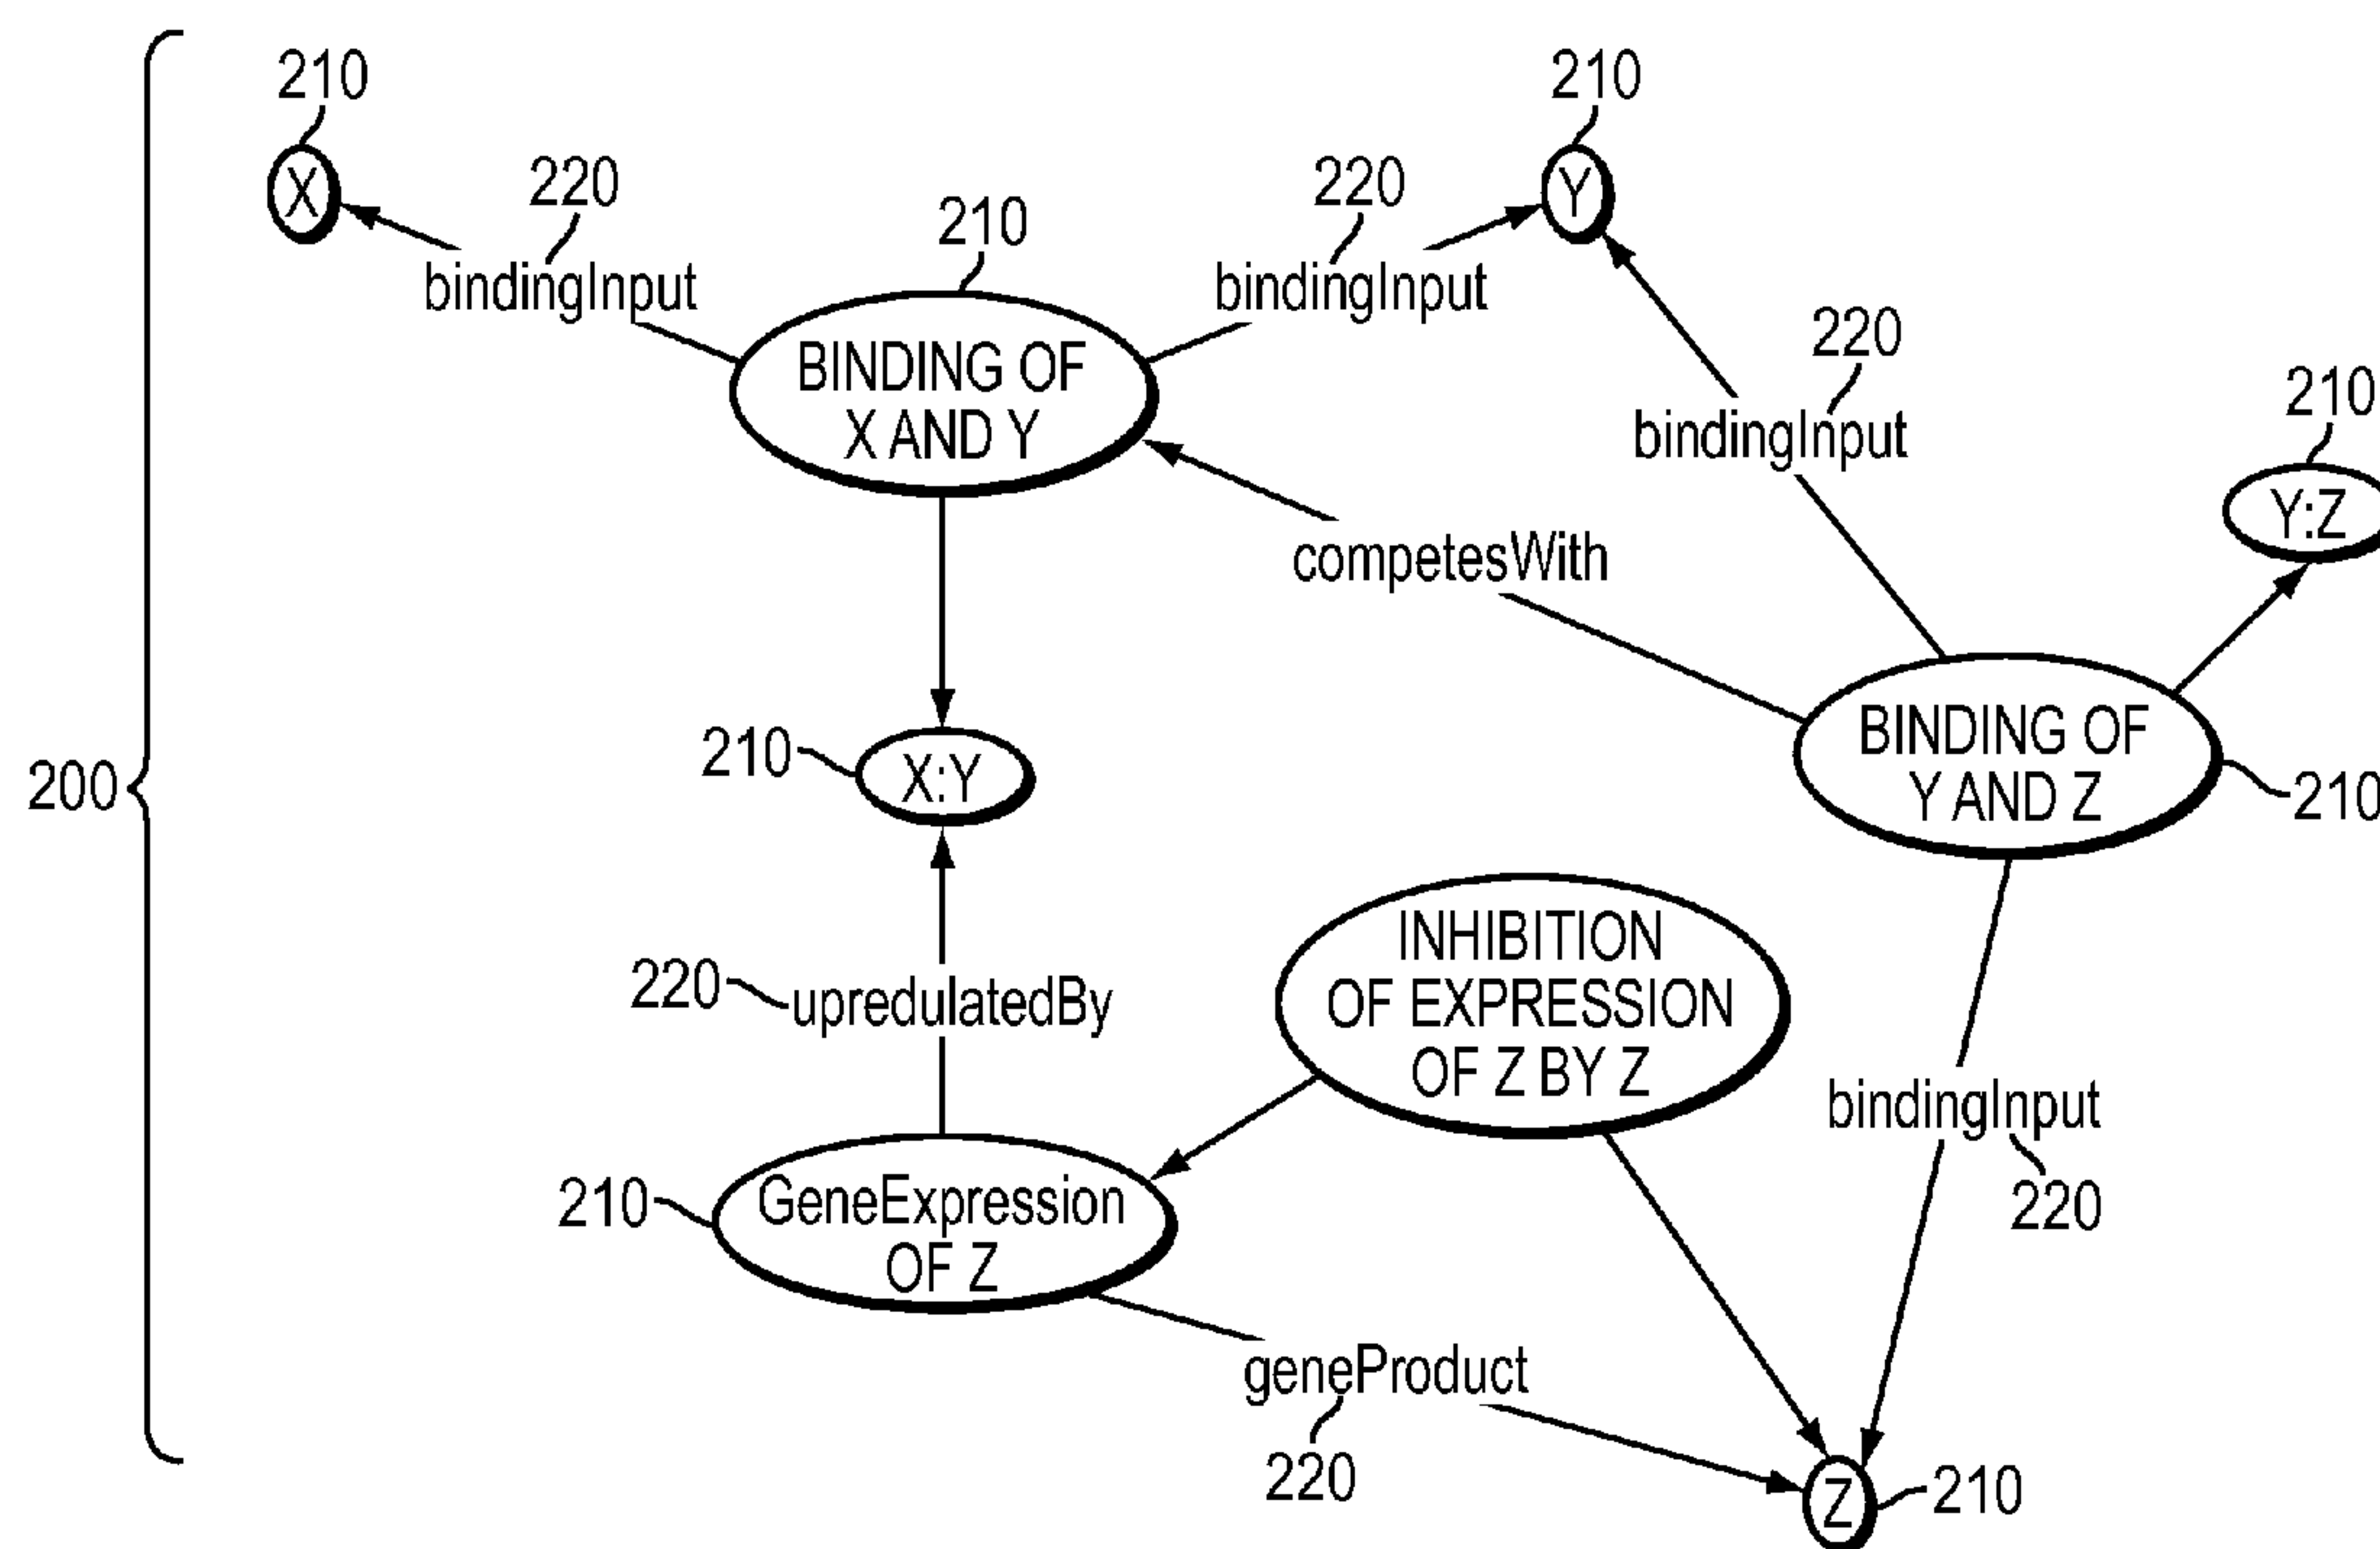 210
X
220
bindingInput
210
220
bindingInput
210
Y
BINDING OF
X AND Y
220
bindingInput
210
Y:Z
competesWith
200
210
X:Y
BINDING OF
Y AND Z
210
INHIBITION
OF EXPRESSION
OF Z BY Z
220
upredulatedBy
bindingInput
220
210
GeneExpression
OF Z
geneProduct
220
Z
210